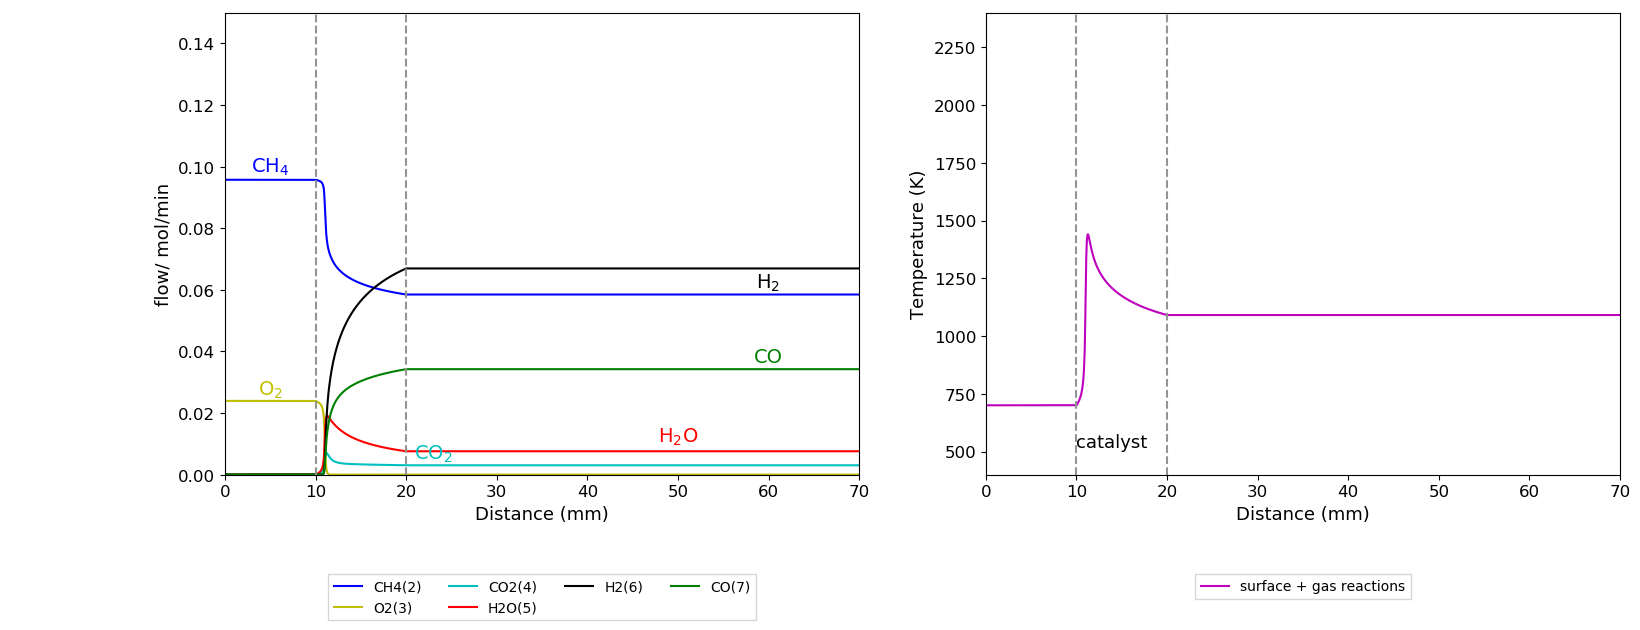 0.14
0.12
0.10
0.08
0.06
0.04
0.02
0.00
flow/ mol/min
CH₄
O₂
H₂
CO
H₂O
CO₂
0 10 20 30 40 50 60 70
Distance (mm)
CH4(2) CO2(4) H2(6) CO(7)
O2(3) H2O(5)
2250
2000
1750
1500
1250
1000
750
500
Temperature (K)
catalyst
0 10 20 30 40 50 60 70
Distance (mm)
surface + gas reactions